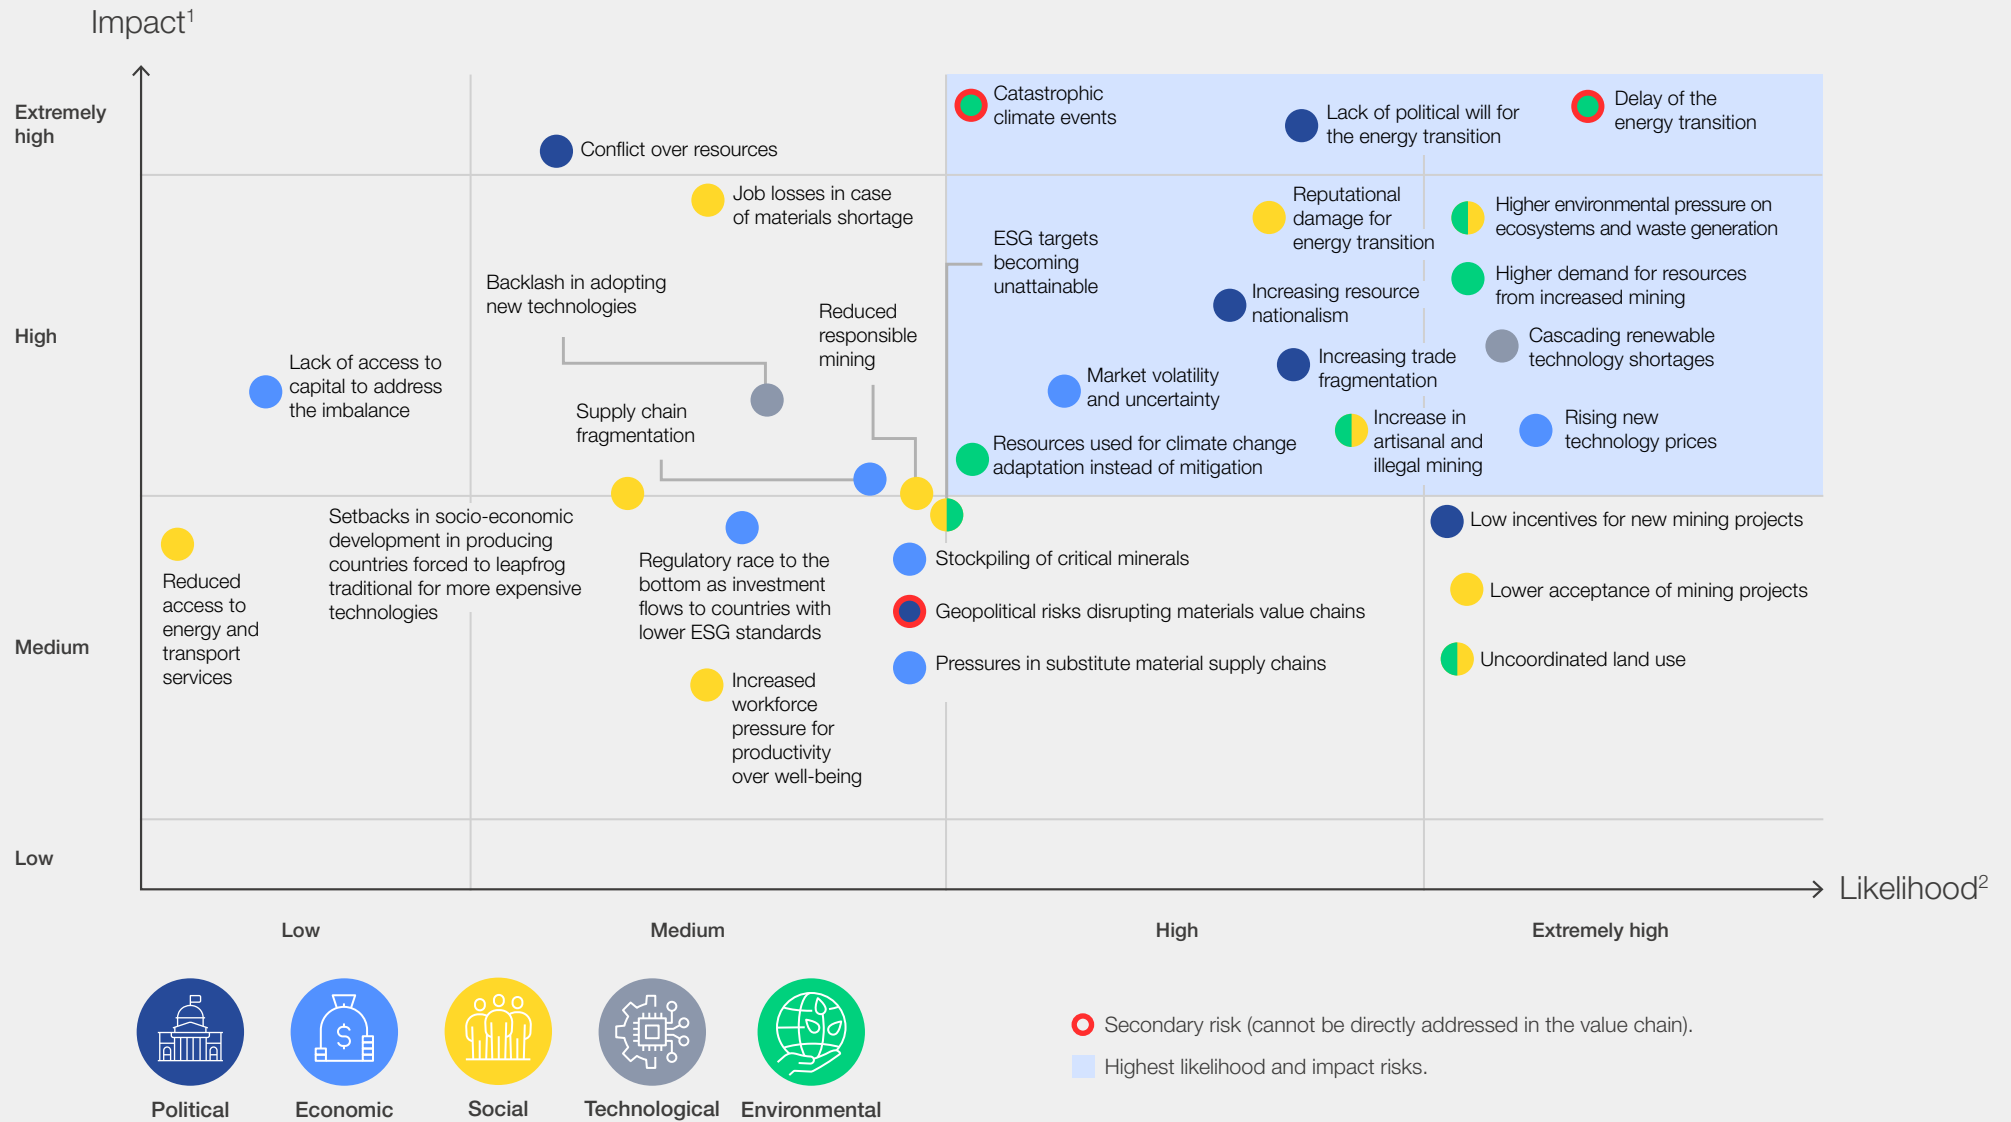 Impact1
Extremely
high
High
Medium
Low
Catastrophic
climate events
Lack of political will for
the energy transition
Delay of the
energy transition
Conflict over resources
Job losses in case
of materials shortage
Reputational
damage for
energy transition
Higher environmental pressure on
ecosystems and waste generation
ESG targets
becoming
unattainable
Higher demand for resources
from increased mining
Backlash in adopting
new technologies
Increasing resource
nationalism
Reduced
responsible
mining
Cascading renewable
technology shortages
Increasing trade
fragmentation
Lack of access to
capital to address
the imbalance
Market volatility
and uncertainty
Supply chain
fragmentation
Increase in
artisanal and
illegal mining
Rising new
technology prices
Resources used for climate change
adaptation instead of mitigation
Setbacks in socio-economic
development in producing
countries forced to leapfrog
traditional for more expensive
technologies
Low incentives for new mining projects
Regulatory race to the
bottom as investment
flows to countries with
lower ESG standards
Stockpiling of critical minerals
Reduced
access to
energy and
transport
services
Lower acceptance of mining projects
Geopolitical risks disrupting materials value chains
Pressures in substitute material supply chains
Uncoordinated land use
Increased
workforce
pressure for
productivity
over well-being
Likelihood2
Low
Medium
High
Extremely high
$
Political
Economic
Social
Technological
Environmental
Secondary risk (cannot be directly addressed in the value chain).
Highest likelihood and impact risks.